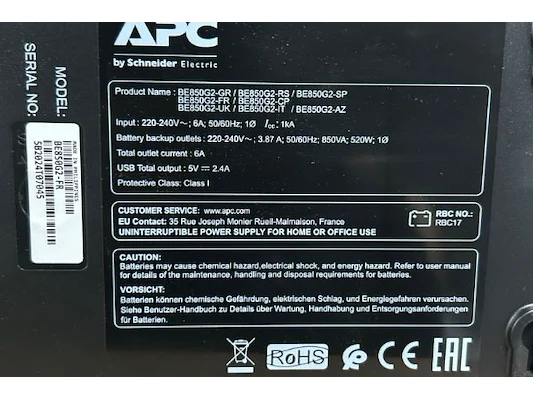 APC
by Schneider Electric
Product Name : BE850G2-GR / BE850G2-RS / BE850G2-SP
BE850G2-FR / BE850G2-CP
BE850G2-UK / BE850G2-IT / BE850G2-AZ
Input : 220-240V~; 6A; 50/60Hz; 1Ø Icc: 1kA
Battery backup outlets : 220-240V~; 3.87 A; 50/60Hz; 850VA; 520W; 1Ø
Total outlet current : 6A
USB Total output : 5V ⎓ 2.4A
Protective Class: Class I
CUSTOMER SERVICE: www.apc.com
EU Contact: 35 Rue Joseph Monier Rueil-Malmaison, France
UNINTERRUPTIBLE POWER SUPPLY FOR HOME OR OFFICE USE
RBC NO.:
RBC17
CAUTION:
Batteries may cause chemical hazard,electrical shock, and energy hazard. Refer to user manual
for details of the maintenance, handling and disposal requirements for batteries.
VORSICHT:
Batterien können chemische Gefährdung, elektrischen Schlag, und Energiegefahren verursachen.
Siehe Benutzer-Handbuch zu Details über Wartung, Handhabung und Entsorgungsanforderungen
für Batterien.
RoHS
CE
EAC
MODEL:
SERIAL NO:
MADE IN PHILIPPINES
BE850G2-FR
5B2024T07045